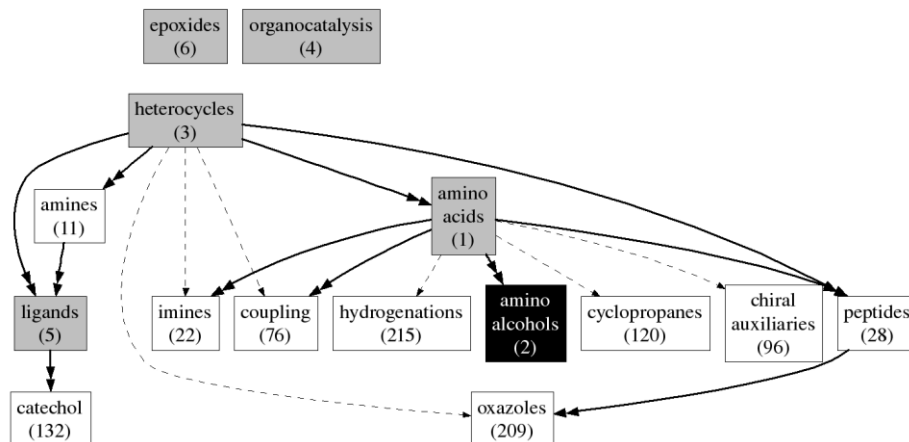 epoxides
(6)
organocatalysis
(4)
heterocycles
(3)
amines
(11)
amino
acids
(1)
ligands
(5)
imines
(22)
coupling
(76)
hydrogenations
(215)
amino
alcohols
(2)
cyclopropanes
(120)
chiral
auxiliaries
(96)
peptides
(28)
catechol
(132)
oxazoles
(209)